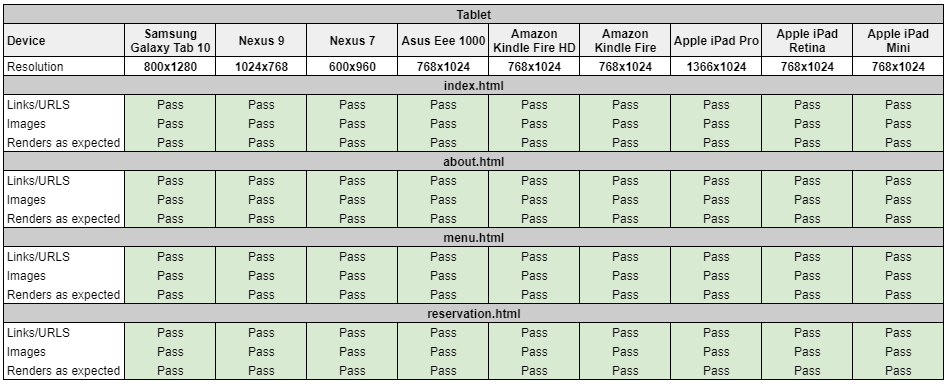 Tablet
Device Samsung Galaxy Tab 10 Nexus 9 Nexus 7 Asus Eee 1000 Amazon Kindle Fire HD Amazon Kindle Fire Apple iPad Pro Apple iPad Retina Apple iPad Mini
Resolution 800x1280 1024x768 600x960 768x1024 768x1024 768x1024 1366x1024 768x1024 768x1024
index.html
Links/URLS Pass Pass Pass Pass Pass Pass Pass Pass Pass
Images Pass Pass Pass Pass Pass Pass Pass Pass Pass
Renders as expected Pass Pass Pass Pass Pass Pass Pass Pass Pass
about.html
Links/URLS Pass Pass Pass Pass Pass Pass Pass Pass Pass
Images Pass Pass Pass Pass Pass Pass Pass Pass Pass
Renders as expected Pass Pass Pass Pass Pass Pass Pass Pass Pass
menu.html
Links/URLS Pass Pass Pass Pass Pass Pass Pass Pass Pass
Images Pass Pass Pass Pass Pass Pass Pass Pass Pass
Renders as expected Pass Pass Pass Pass Pass Pass Pass Pass Pass
reservation.html
Links/URLS Pass Pass Pass Pass Pass Pass Pass Pass Pass
Images Pass Pass Pass Pass Pass Pass Pass Pass Pass
Renders as expected Pass Pass Pass Pass Pass Pass Pass Pass Pass